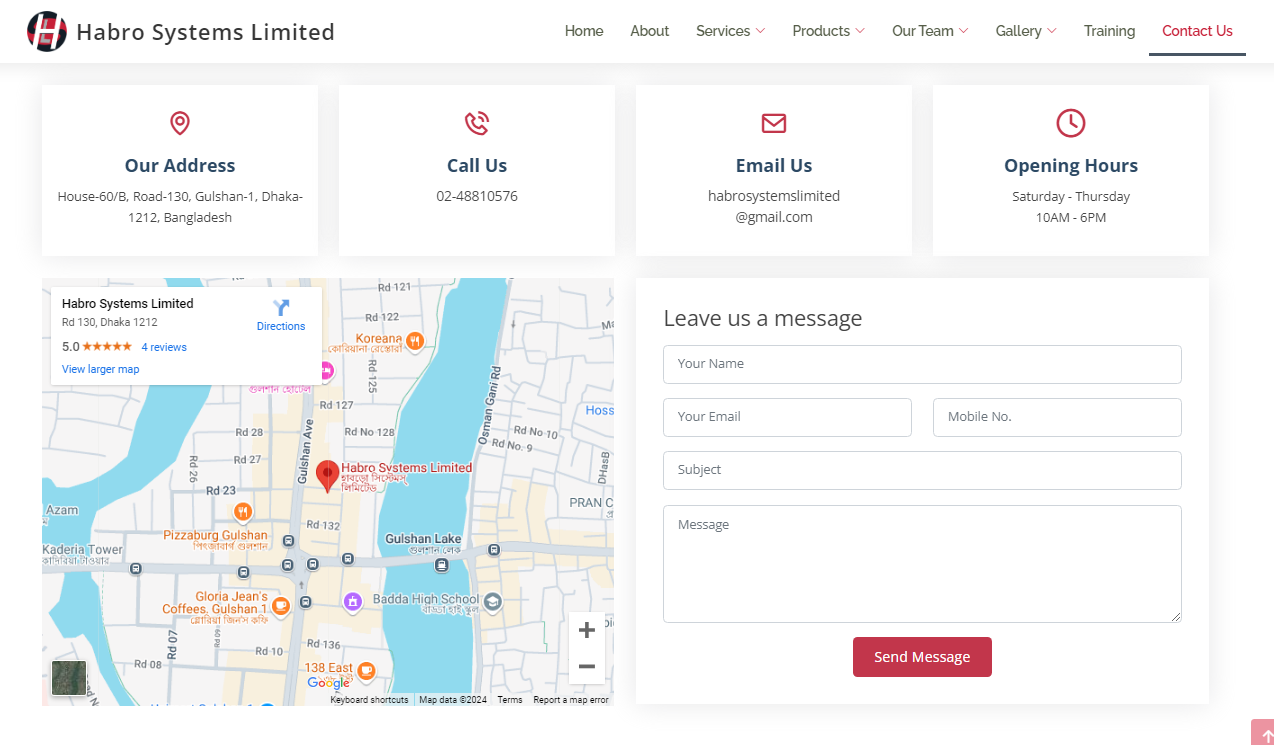 Habro Systems Limited
Home About Services Products Our Team Gallery Training Contact Us
Our Address
House-60/B, Road-130, Gulshan-1, Dhaka-
1212, Bangladesh
Call Us
02-48810576
Email Us
habrosystemslimited
@gmail.com
Opening Hours
Saturday - Thursday
10AM - 6PM
Habro Systems Limited
Rd 130, Dhaka 1212
5.0 4 reviews
View larger map
Directions
Rd 121
Rd 122
Koreana
কোরিয়ানা রেস্তোরাঁ
Rd 125
গুলশান হোটেল
Rd 127
Rd No 128
Rd 28
Rd 27
Rd 26
Rd 23
Gulshan Ave
Osman Gani Rd
Rd No 10
Rd No. 9
Habro Systems Limited
হাবরো সিস্টেমস্
লিমিটেড
Azam
PRAN C
Rd 132
Pizzaburg Gulshan
পিৎজাবার্গ গুলশান
Gulshan Lake
গুলশান লেক
Kaderia Tower
কাদিরিয়া টাওয়ার
Gloria Jean's
Coffees, Gulshan 1
গ্লোরিয়া জিন'স কফি
Badda High School
বাড্ডা হাই স্কুল
Rd 07
Rd 08
Rd 10
Rd 136
138 East
Google
Keyboard shortcuts Map data ©2024 Terms Report a map error
Leave us a message
Your Name
Your Email Mobile No.
Subject
Message
Send Message